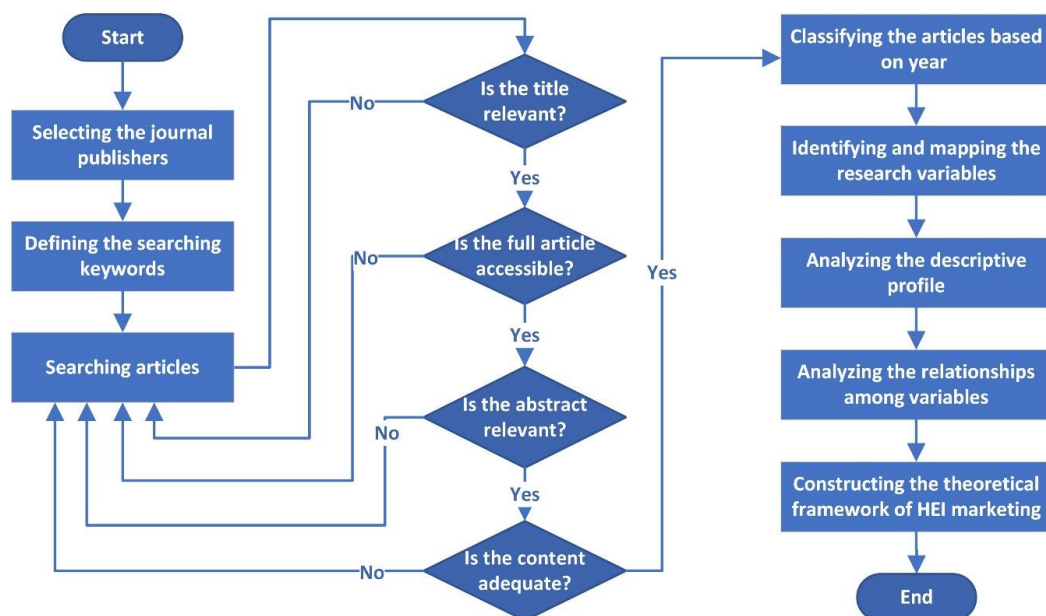 Start
Selecting the journal
publishers
Defining the searching
keywords
Searching articles
Is the title
relevant?
No
Yes
Is the full article
accessible?
No
Yes
Is the abstract
relevant?
No
Yes
Is the content
adequate?
No
Yes
Classifying the articles based
on year
Identifying and mapping the
research variables
Analyzing the descriptive
profile
Analyzing the relationships
among variables
Constructing the theoretical
framework of HEI marketing
End